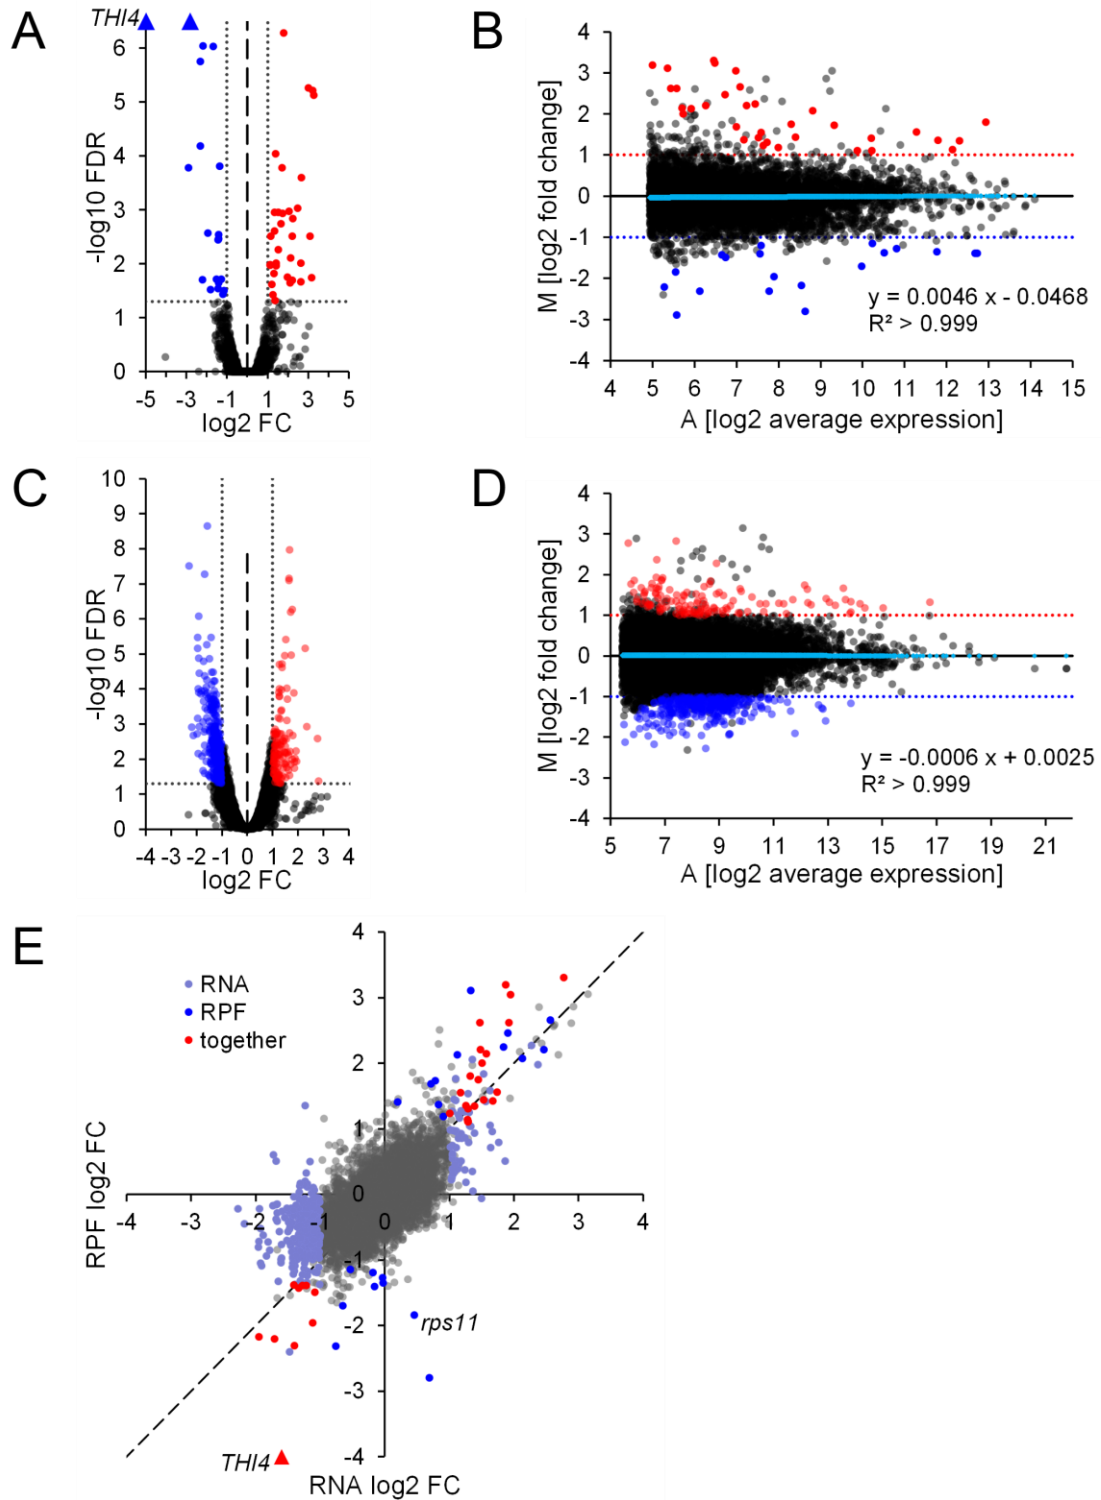 A
THI4
6
5
4
3
2
1
0
-log10 FDR
-5 -3 -1 1 3 5
log2 FC
B
4
3
2
1
0
-1
-2
-3
-4
M [log2 fold change]
y = 0.0046 x - 0.0468
R² > 0.999
4 5 6 7 8 9 10 11 12 13 14 15
A [log2 average expression]
C
10
9
8
7
6
5
4
3
2
1
0
-log10 FDR
-4 -3 -2 -1 0 1 2 3 4
log2 FC
D
4
3
2
1
0
-1
-2
-3
-4
M [log2 fold change]
y = -0.0006 x + 0.0025
R² > 0.999
5 7 9 11 13 15 17 19 21
A [log2 average expression]
E
RNA
RPF
together
4
3
2
1
0
-1
-2
-3
-4
RPF log2 FC
-4 -3 -2 -1 0 1 2 3 4
rps11
THI4
RNA log2 FC